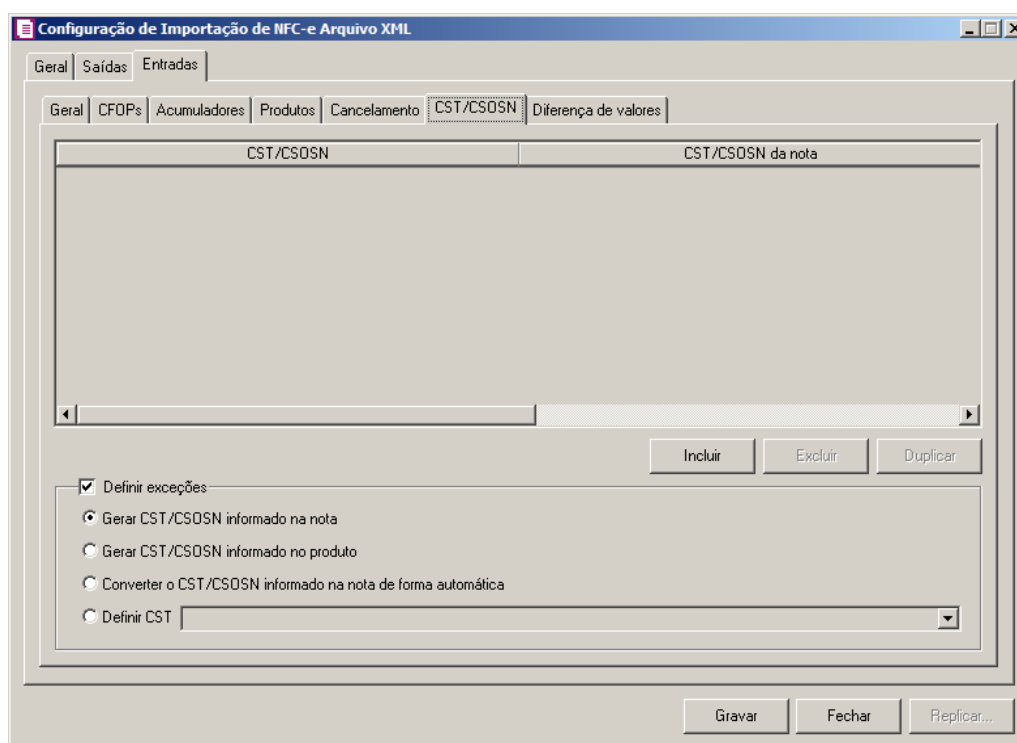 Configuração de Importação de NFC-e Arquivo XML
Geral Saídas Entradas
Geral CFOPs Acumuladores Produtos Cancelamento CST/CSOSN Diferença de valores
CST/CSOSN CST/CSOSN da nota
Incluir Excluir Duplicar
Definir exceções
Gerar CST/CSOSN informado na nota
Gerar CST/CSOSN informado no produto
Converter o CST/CSOSN informado na nota de forma automática
Definir CST
Gravar Fechar Replicar...